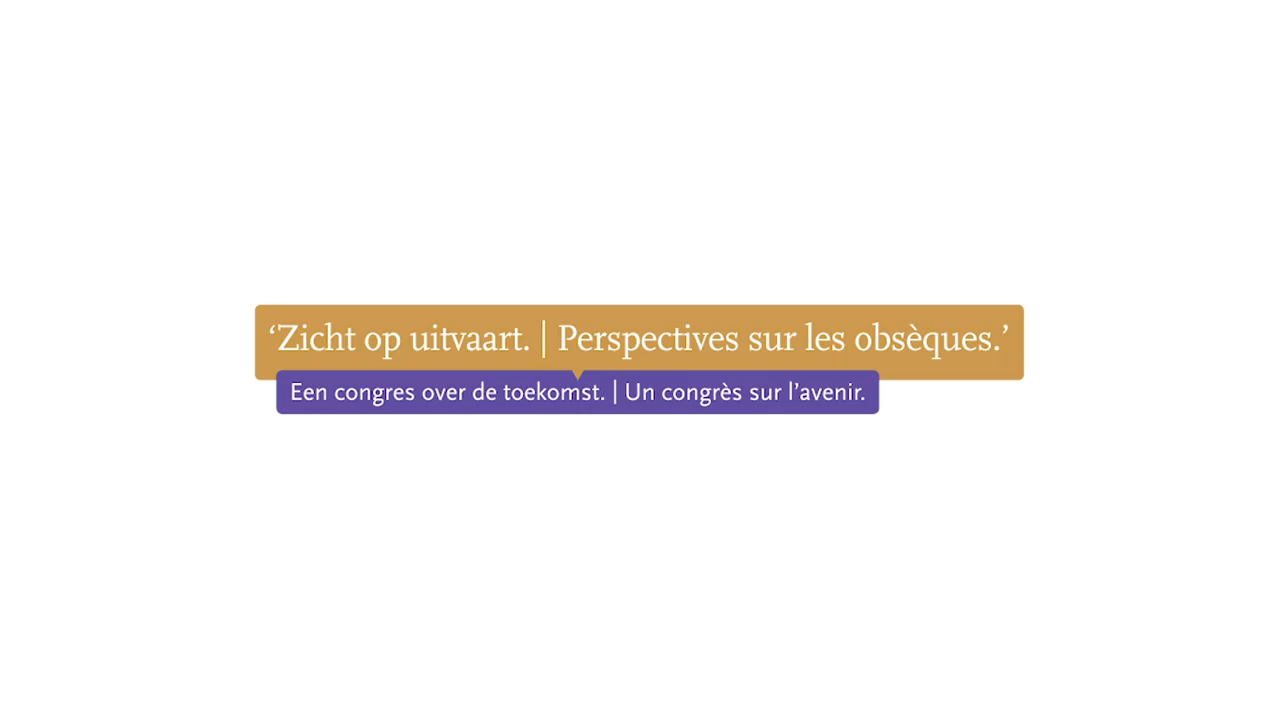 ‘Zicht op uitvaart. | Perspectives sur les obsèques.’
Een congres over de toekomst. | Un congrès sur l’avenir.